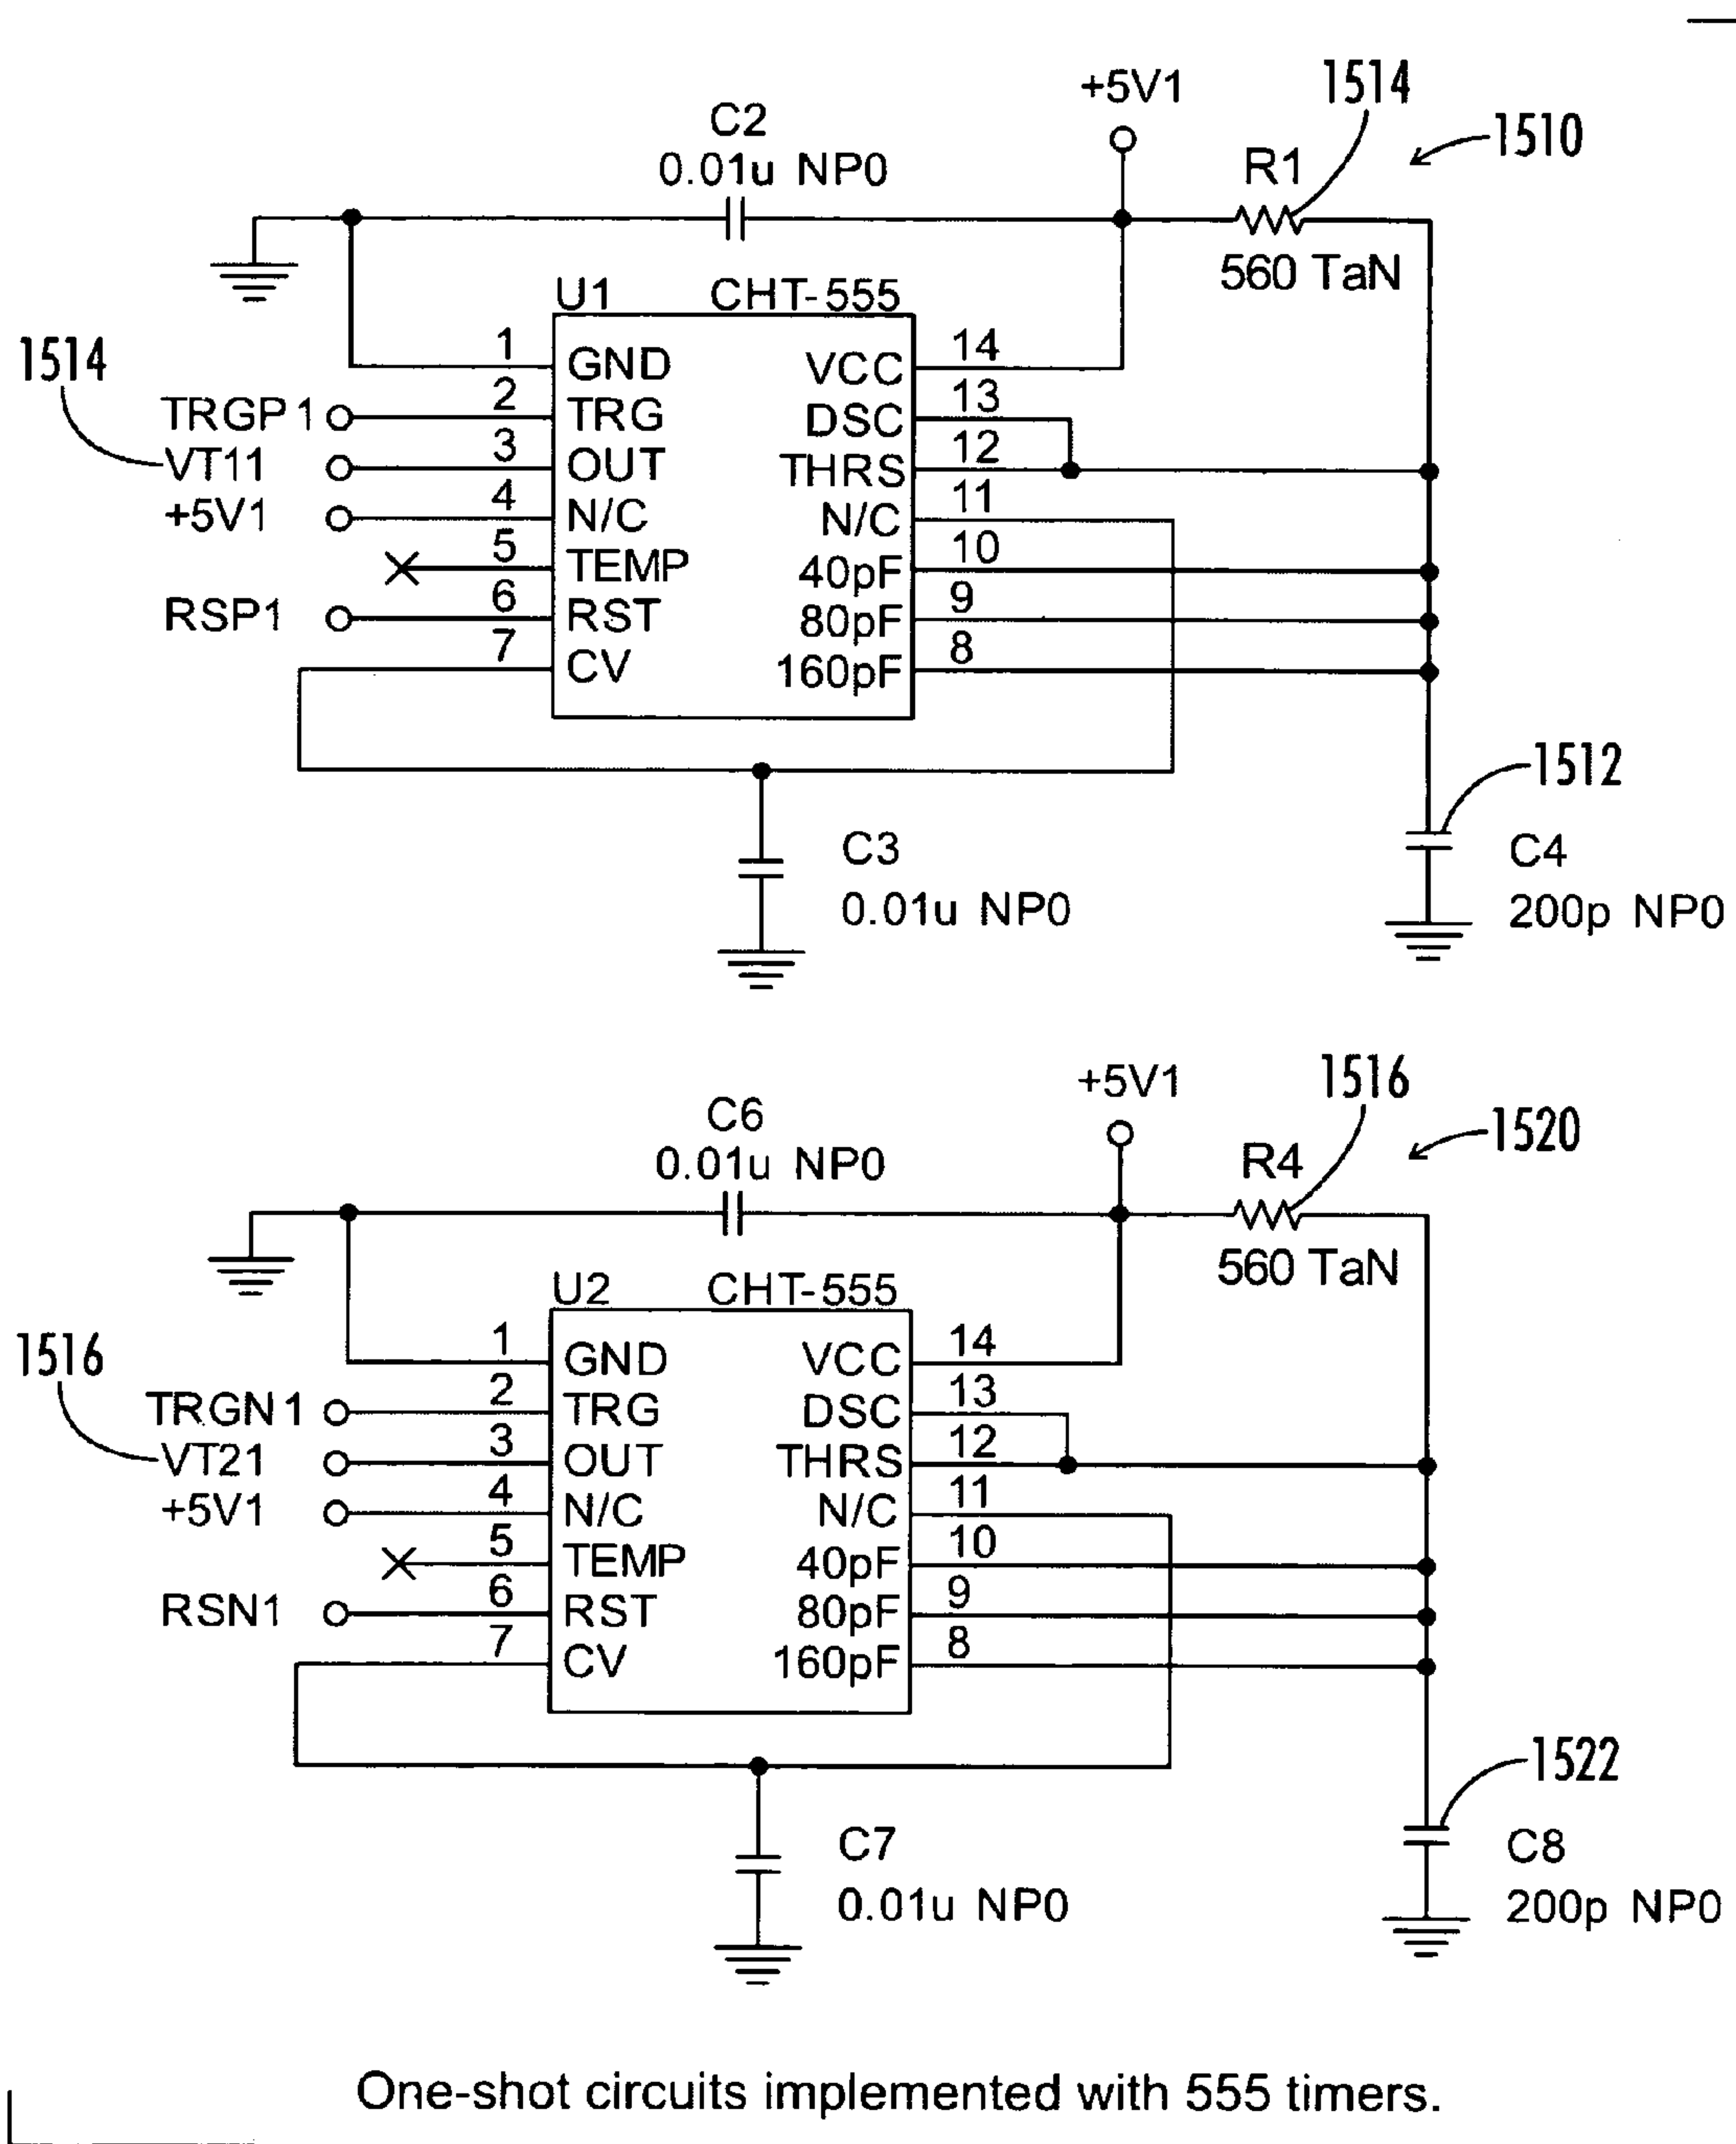 +5V1
1514
1510
C2
0.01u NP0
R1
560 TaN
U1 CHT-555
1514
1 GND VCC 14
TRGP1 2 TRG DSC 13
VT11 3 OUT THRS 12
+5V1 4 N/C N/C 11
5 TEMP 40pF 10
RSP1 6 RST 80pF 9
7 CV 160pF 8
1512
C3
0.01u NP0
C4
200p NP0
+5V1
1516
1520
C6
0.01u NP0
R4
560 TaN
U2 CHT-555
1516
1 GND VCC 14
TRGN1 2 TRG DSC 13
VT21 3 OUT THRS 12
+5V1 4 N/C N/C 11
5 TEMP 40pF 10
RSN1 6 RST 80pF 9
7 CV 160pF 8
1522
C7
0.01u NP0
C8
200p NP0
One-shot circuits implemented with 555 timers.